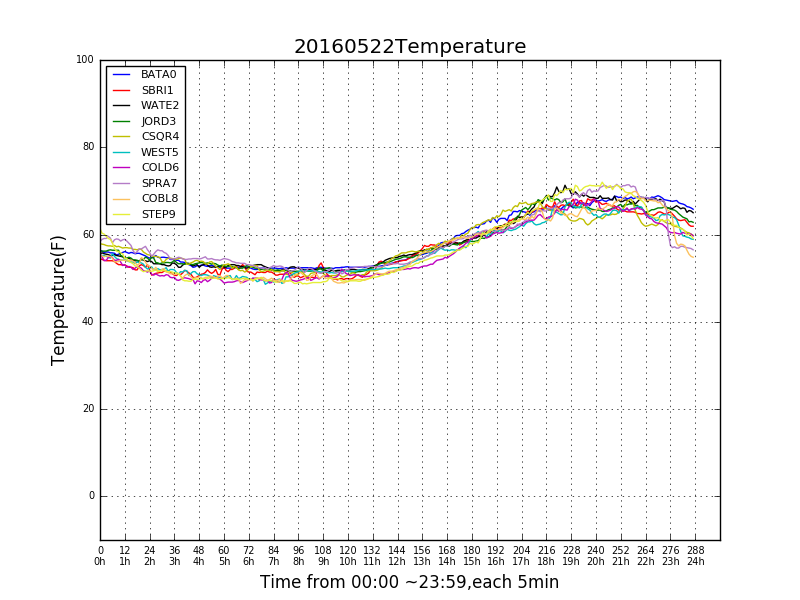 20160522Temperature
100
80
60
40
20
0
Temperature(F)
BATA0
SBRI1
WATE2
JORD3
CSQR4
WEST5
COLD6
SPRA7
COBL8
STEP9
0 12 24 36 48 60 72 84 96 108 120 132 144 156 168 180 192 204 216 228 240 252 264 276 288
0h 1h 2h 3h 4h 5h 6h 7h 8h 9h 10h 11h 12h 13h 14h 15h 16h 17h 18h 19h 20h 21h 22h 23h 24h
Time from 00:00 ~23:59,each 5min